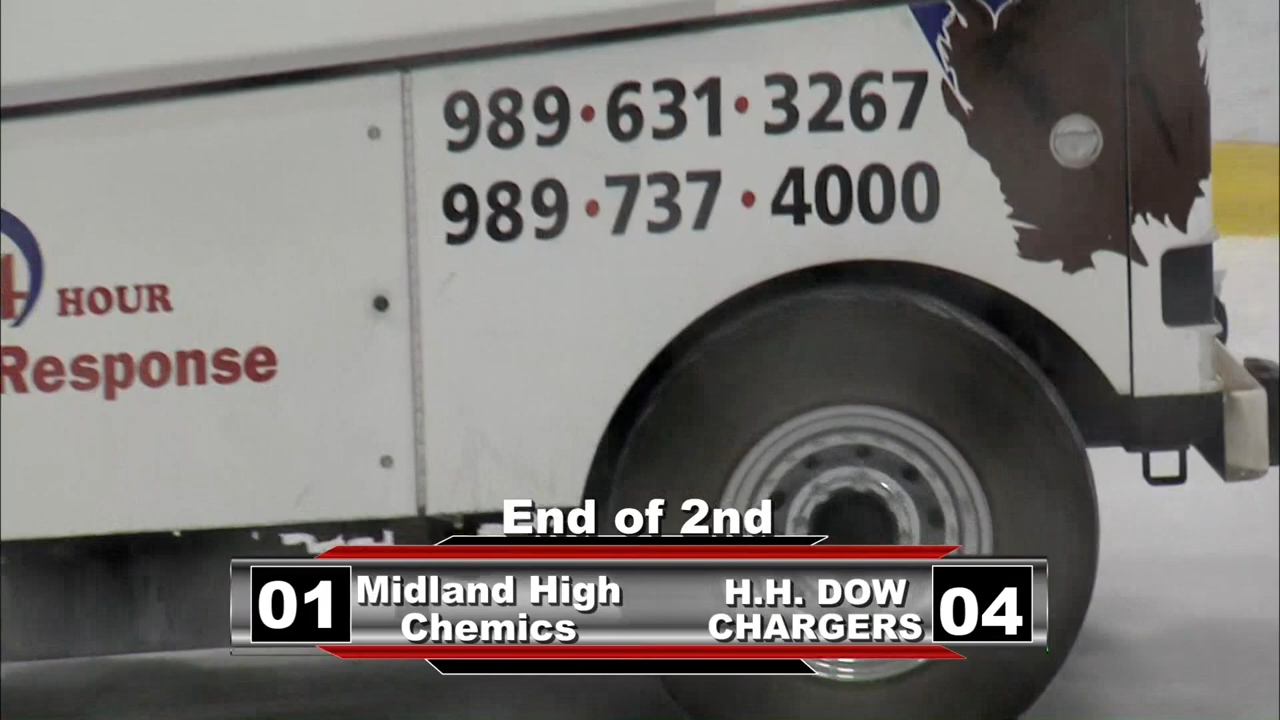 989·631·3267
989·737·4000
HOUR
Response
End of 2nd
01 Midland High Chemics
H.H. DOW CHARGERS 04